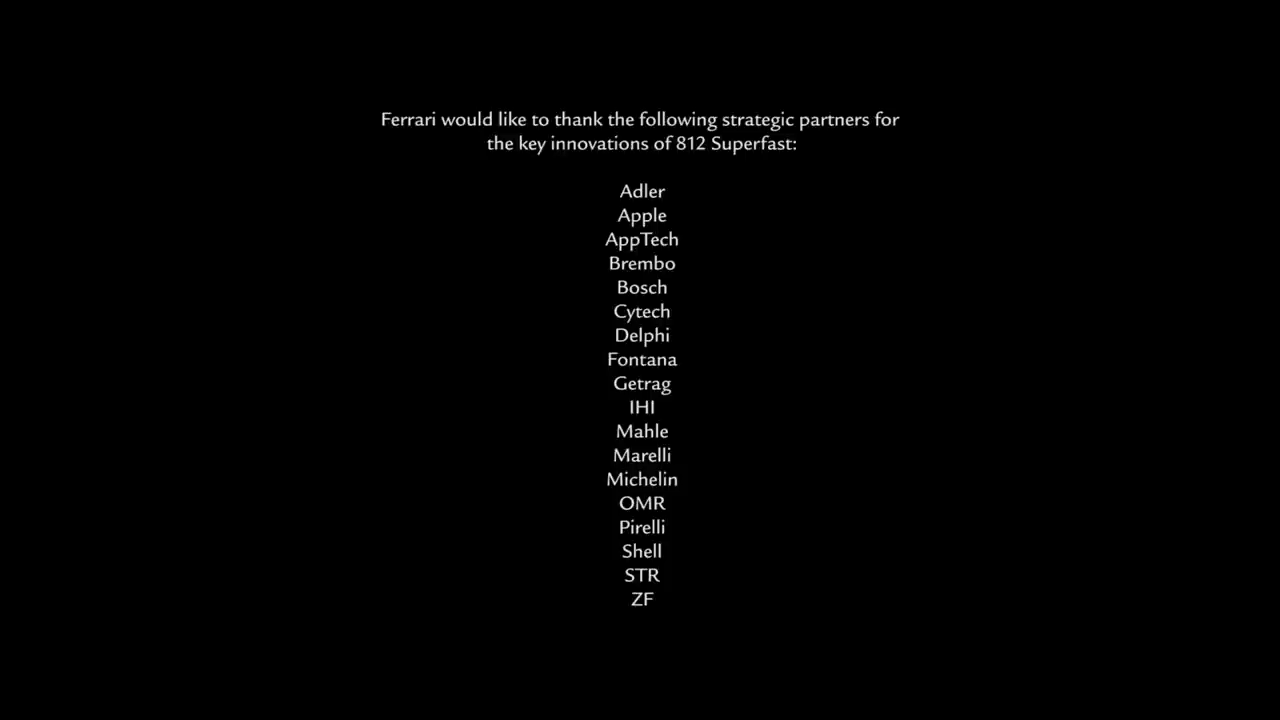 Ferrari would like to thank the following strategic partners for
the key innovations of 812 Superfast:
Adler
Apple
AppTech
Brembo
Bosch
Cytech
Delphi
Fontana
Getrag
IHI
Mahle
Marelli
Michelin
OMR
Pirelli
Shell
STR
ZF